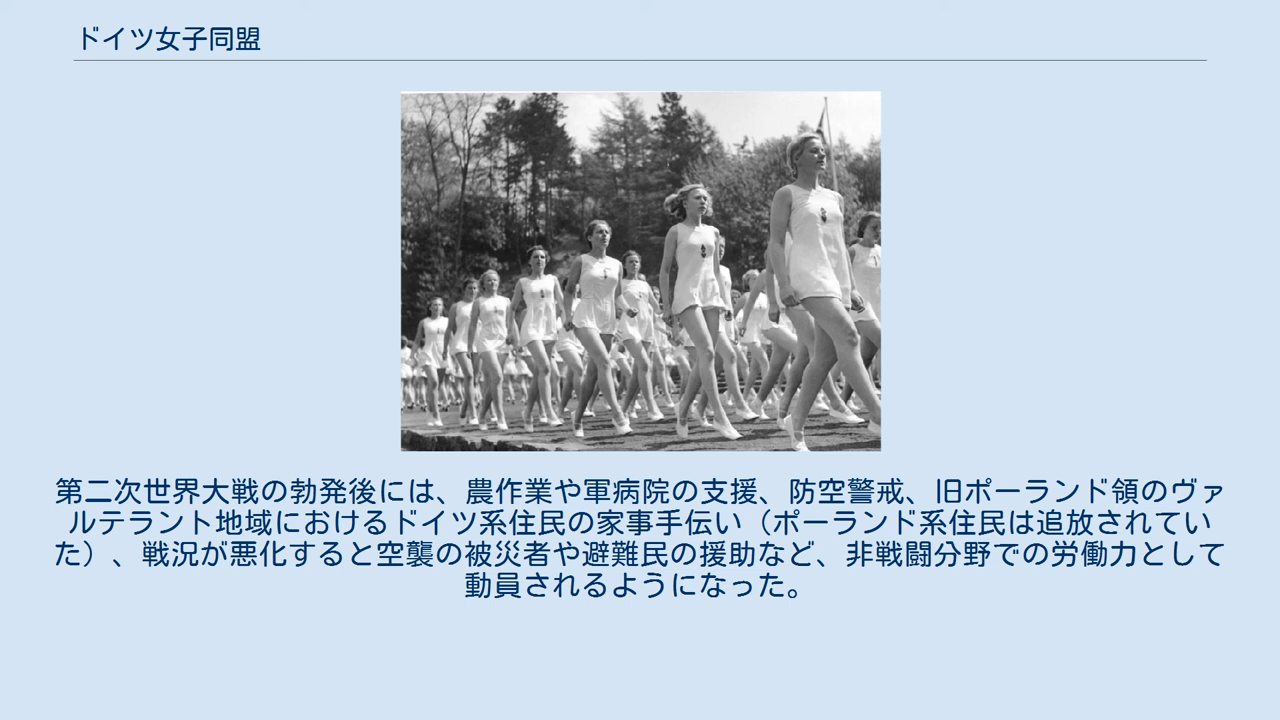 ドイツ女子同盟
第二次世界大戦の勃発後には、農作業や軍病院の支援、防空警戒、旧ポーランド領のヴァ
ルテラント地域におけるドイツ系住民の家事手伝い（ポーランド系住民は追放されてい
た）、戦況が悪化すると空襲の被災者や避難民の援助など、非戦闘分野での労働力として
動員されるようになった。